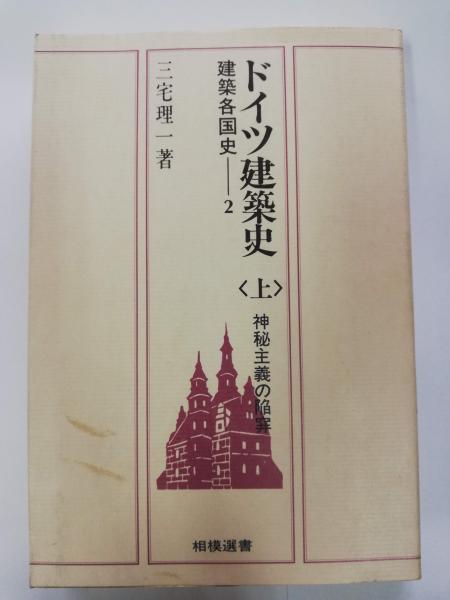 ドイツ建築史〈上〉
神秘主義の陥穽
建築各国史——2
三宅理一著
相模選書